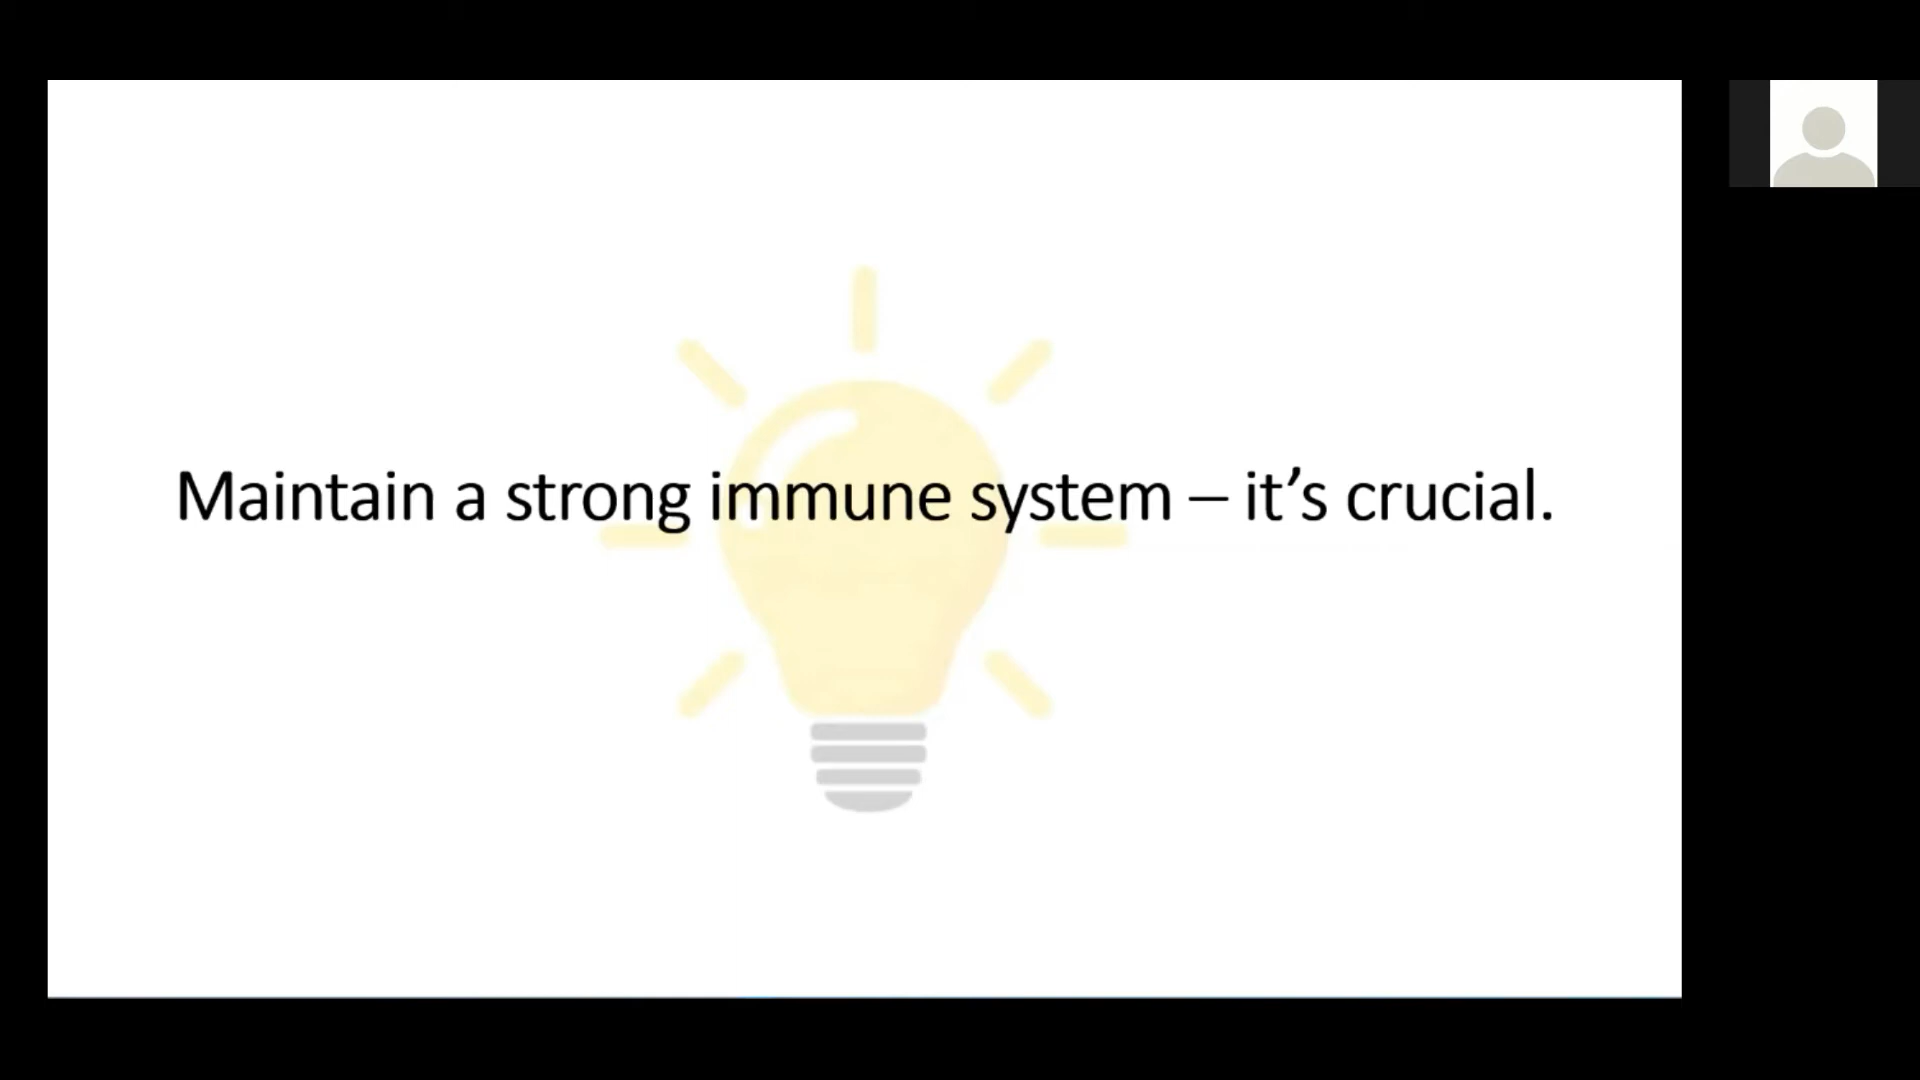 Maintain a strong immune system – it’s crucial.